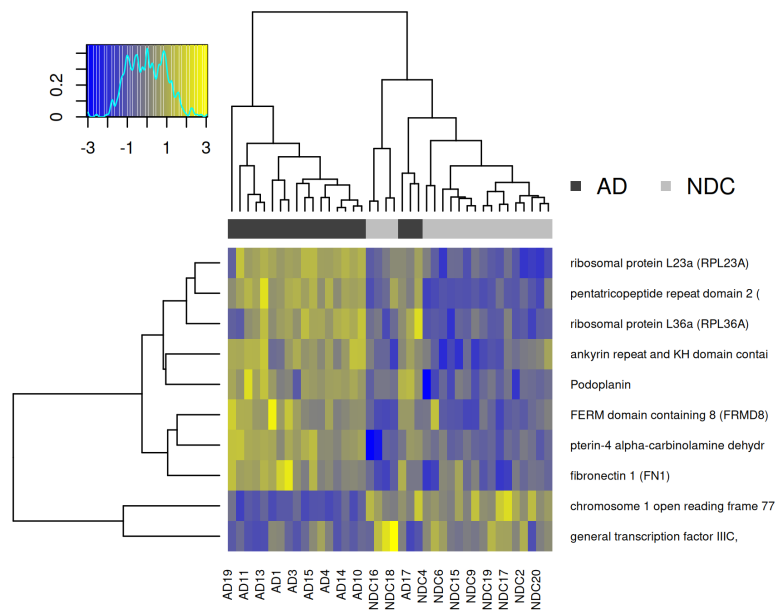 0 0.2
-3 -1 1 3
AD NDC
ribosomal protein L23a (RPL23A)
pentatricopeptide repeat domain 2 (
ribosomal protein L36a (RPL36A)
ankyrin repeat and KH domain contai
Podoplanin
FERM domain containing 8 (FRMD8)
pterin-4 alpha-carbinolamine dehydr
fibronectin 1 (FN1)
chromosome 1 open reading frame 77
general transcription factor IIIC,
AD19 AD11 AD13 AD1 AD3 AD15 AD4 AD14 AD10 NDC16 NDC18 AD17 NDC4 NDC6 NDC15 NDC9 NDC19 NDC17 NDC2 NDC20